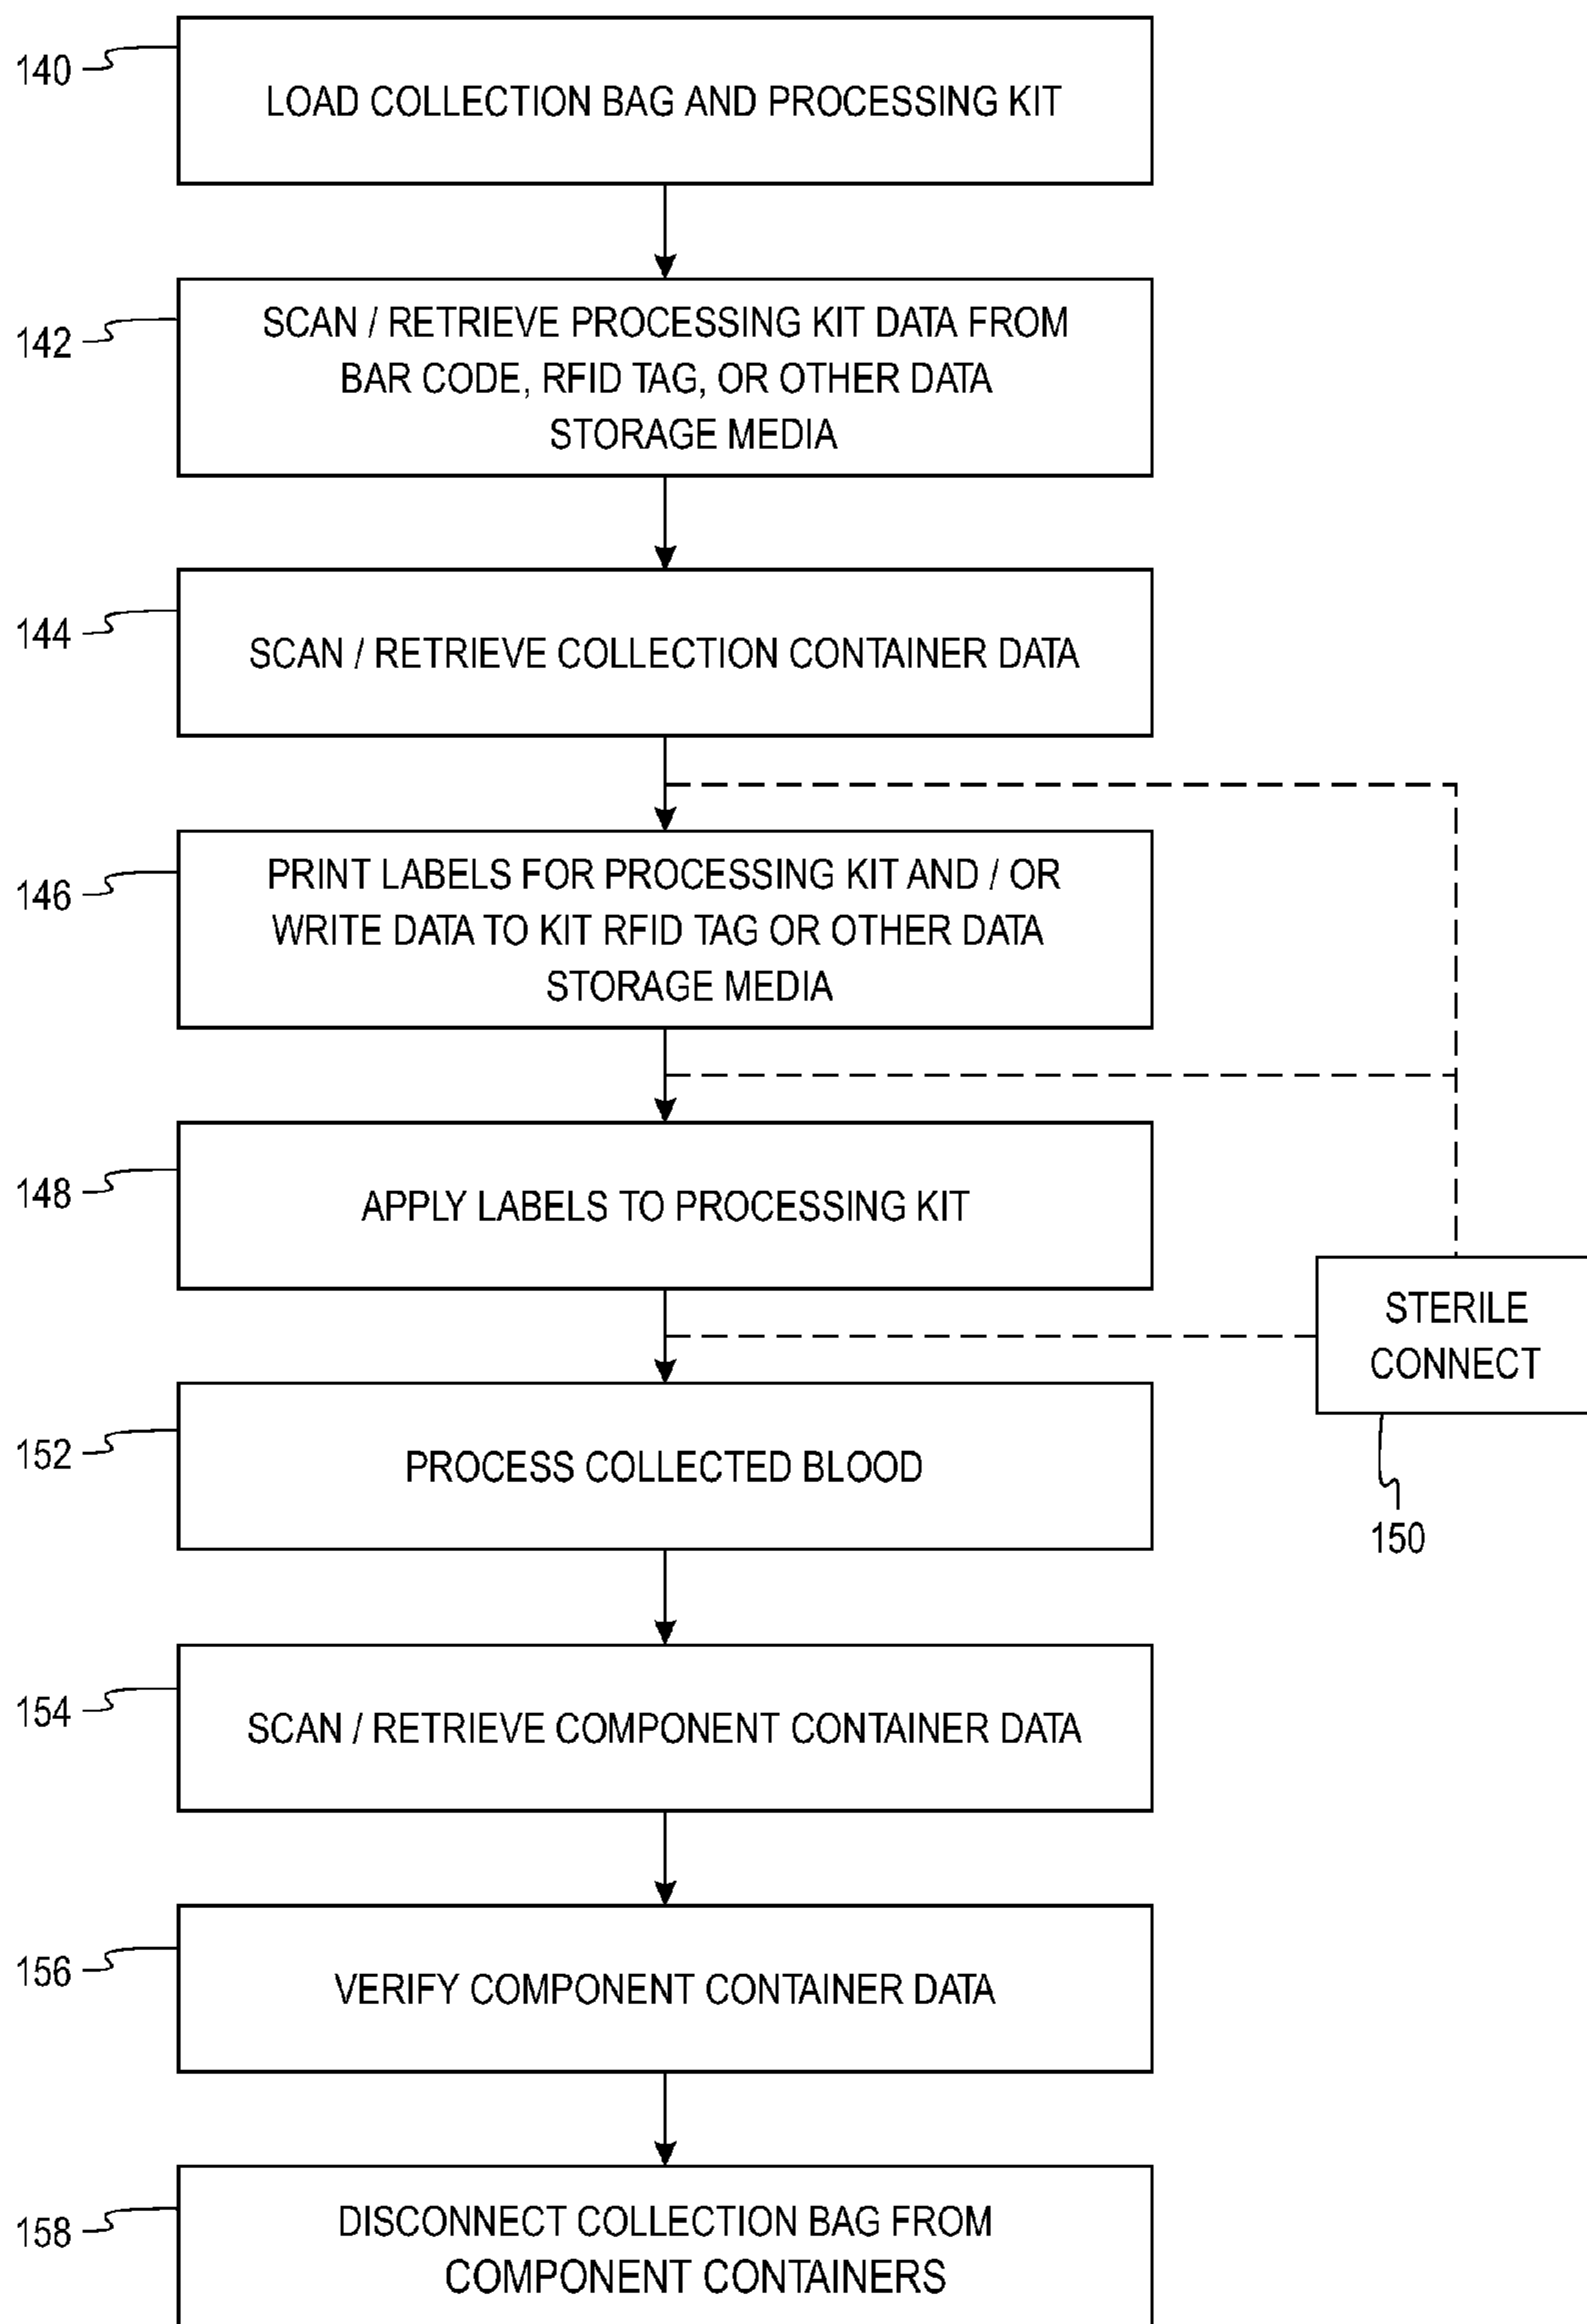 140
LOAD COLLECTION BAG AND PROCESSING KIT
142
SCAN / RETRIEVE PROCESSING KIT DATA FROM
BAR CODE, RFID TAG, OR OTHER DATA
STORAGE MEDIA
144
SCAN / RETRIEVE COLLECTION CONTAINER DATA
146
PRINT LABELS FOR PROCESSING KIT AND / OR
WRITE DATA TO KIT RFID TAG OR OTHER DATA
STORAGE MEDIA
148
APPLY LABELS TO PROCESSING KIT
STERILE
CONNECT
150
152
PROCESS COLLECTED BLOOD
154
SCAN / RETRIEVE COMPONENT CONTAINER DATA
156
VERIFY COMPONENT CONTAINER DATA
158
DISCONNECT COLLECTION BAG FROM
COMPONENT CONTAINERS